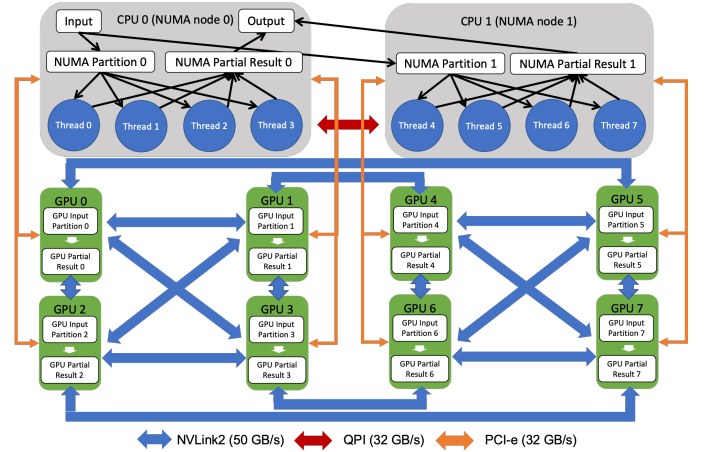 CPU 0 (NUMA node 0)
Input
Output
NUMA Partition 0
NUMA Partial Result 0
Thread 0
Thread 1
Thread 2
Thread 3
CPU 1 (NUMA node 1)
NUMA Partition 1
NUMA Partial Result 1
Thread 4
Thread 5
Thread 6
Thread 7
GPU 0
GPU Input
Partition 0
GPU Partial
Result 0
GPU 1
GPU Input
Partition 1
GPU Partial
Result 1
GPU 4
GPU Input
Partition 4
GPU Partial
Result 4
GPU 5
GPU Input
Partition 5
GPU Partial
Result 5
GPU 2
GPU Input
Partition 2
GPU Partial
Result 2
GPU 3
GPU Input
Partition 3
GPU Partial
Result 3
GPU 6
GPU Input
Partition 6
GPU Partial
Result 6
GPU 7
GPU Input
Partition 7
GPU Partial
Result 7
NVLink2 (50 GB/s)
QPI (32 GB/s)
PCI-e (32 GB/s)